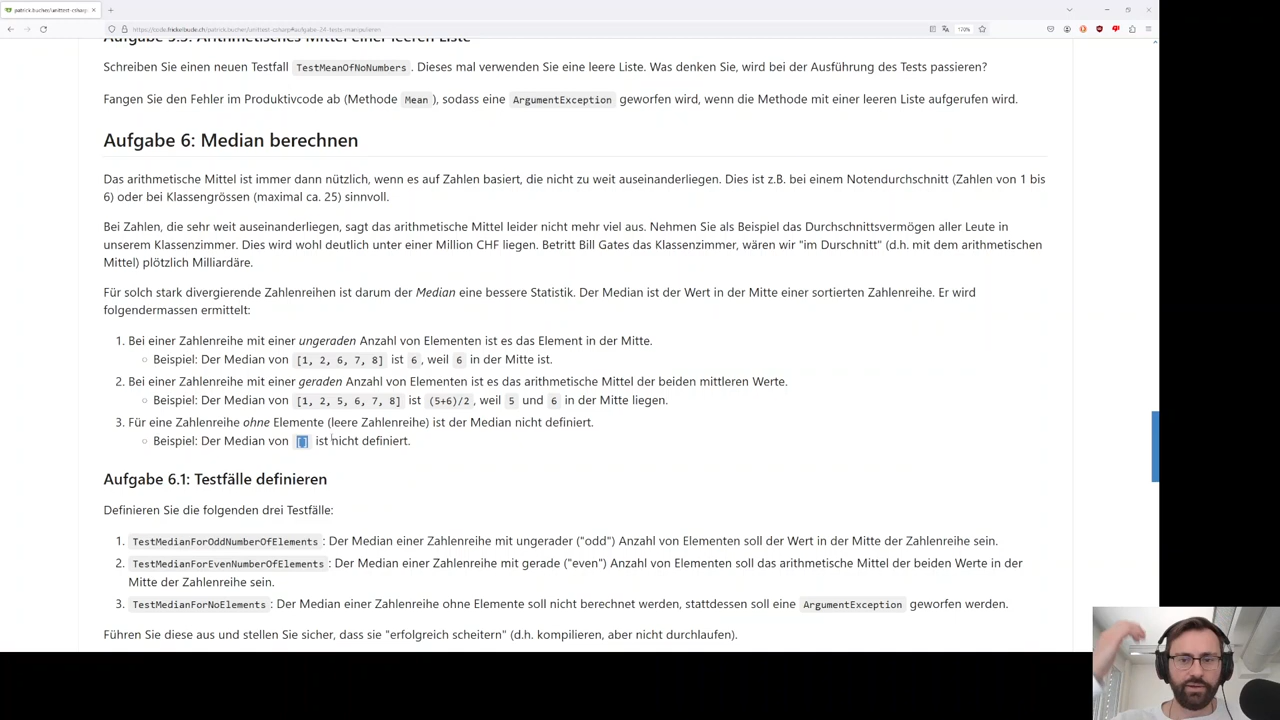 patrick.bucher/unittest-csharp
https://code.frickelbude.ch/patrick.bucher/unittest-csharp#aufgabe-24-tests-manipulieren
170%
Aufgabe 5.5: Arithmetisches Mittel einer leeren Liste
Schreiben Sie einen neuen Testfall TestMeanOfNoNumbers. Dieses mal verwenden Sie eine leere Liste. Was denken Sie, wird bei der Ausführung des Tests passieren?
Fangen Sie den Fehler im Produktivcode ab (Methode Mean), sodass eine ArgumentException geworfen wird, wenn die Methode mit einer leeren Liste aufgerufen wird.
Aufgabe 6: Median berechnen
Das arithmetische Mittel ist immer dann nützlich, wenn es auf Zahlen basiert, die nicht zu weit auseinanderliegen. Dies ist z.B. bei einem Notendurchschnitt (Zahlen von 1 bis
6) oder bei Klassengrössen (maximal ca. 25) sinnvoll.
Bei Zahlen, die sehr weit auseinanderliegen, sagt das arithmetische Mittel leider nicht mehr viel aus. Nehmen Sie als Beispiel das Durchschnittsvermögen aller Leute in
unserem Klassenzimmer. Dies wird wohl deutlich unter einer Million CHF liegen. Betritt Bill Gates das Klassenzimmer, wären wir "im Durschnitt" (d.h. mit dem arithmetischen
Mittel) plötzlich Milliardäre.
Für solch stark divergierende Zahlenreihen ist darum der Median eine bessere Statistik. Der Median ist der Wert in der Mitte einer sortierten Zahlenreihe. Er wird
folgendermassen ermittelt:
1. Bei einer Zahlenreihe mit einer ungeraden Anzahl von Elementen ist es das Element in der Mitte.
Beispiel: Der Median von [1, 2, 6, 7, 8] ist 6, weil 6 in der Mitte ist.
2. Bei einer Zahlenreihe mit einer geraden Anzahl von Elementen ist es das arithmetische Mittel der beiden mittleren Werte.
Beispiel: Der Median von [1, 2, 5, 6, 7, 8] ist (5+6)/2, weil 5 und 6 in der Mitte liegen.
3. Für eine Zahlenreihe ohne Elemente (leere Zahlenreihe) ist der Median nicht definiert.
Beispiel: Der Median von [] ist nicht definiert.
Aufgabe 6.1: Testfälle definieren
Definieren Sie die folgenden drei Testfälle:
1. TestMedianForOddNumberOfElements: Der Median einer Zahlenreihe mit ungerader ("odd") Anzahl von Elementen soll der Wert in der Mitte der Zahlenreihe sein.
2. TestMedianForEvenNumberOfElements: Der Median einer Zahlenreihe mit gerade ("even") Anzahl von Elementen soll das arithmetische Mittel der beiden Werte in der
Mitte der Zahlenreihe sein.
3. TestMedianForNoElements: Der Median einer Zahlenreihe ohne Elemente soll nicht berechnet werden, stattdessen soll eine ArgumentException geworfen werden.
Führen Sie diese aus und stellen Sie sicher, dass sie "erfolgreich scheitern" (d.h. kompilieren, aber nicht durchlaufen).